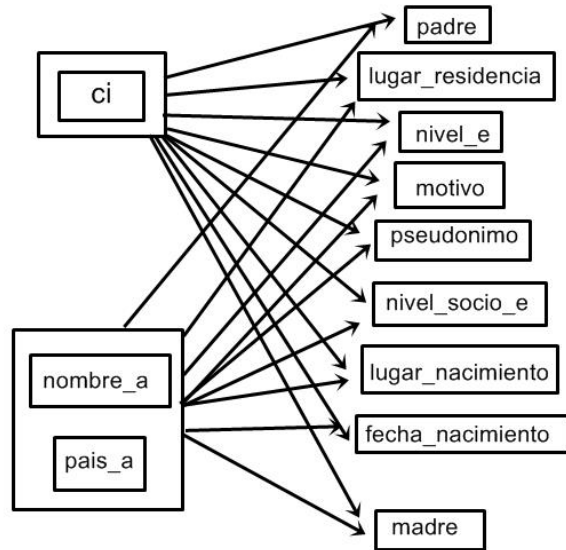 padre
ci
lugar_residencia
nivel_e
motivo
pseudonimo
nivel_socio_e
nombre_a
lugar_nacimiento
pais_a
fecha_nacimiento
madre